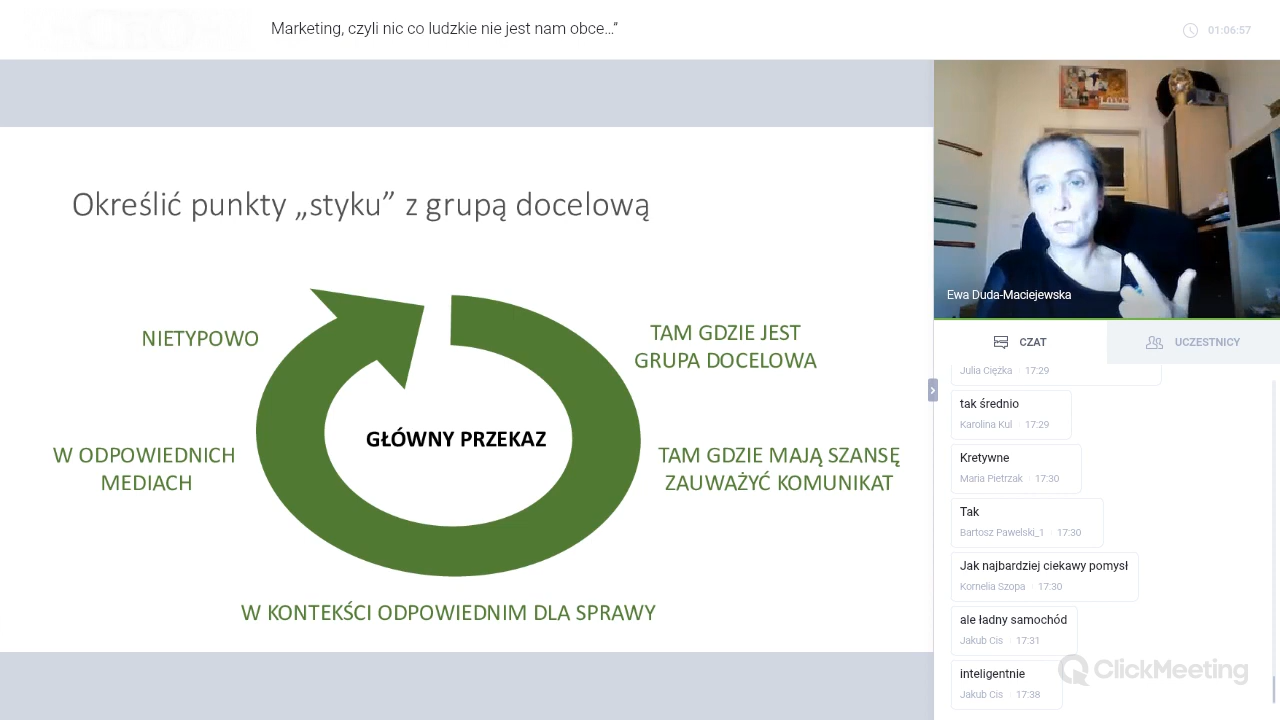 Marketing, czyli nic co ludzkie nie jest nam obce..."
01:06:57
Określić punkty „styku” z grupą docelową
NIETYPOWO
TAM GDZIE JEST
GRUPA DOCELOWA
GŁÓWNY PRZEKAZ
W ODPOWIEDNICH
MEDIACH
TAM GDZIE MAJĄ SZANSĘ
ZAUWAŻYĆ KOMUNIKAT
W KONTEKŚCI ODPOWIEDNIM DLA SPRAWY
Ewa Duda-Maciejewska
CZAT
UCZESTNICY
Julia Ciężka 17:29
tak średnio
Karolina Kul 17:29
Kretywne
Maria Pietrzak 17:30
Tak
Bartosz Pawelski_1 17:30
Jak najbardziej ciekawy pomysł
Kornelia Szopa 17:30
ale ładny samochód
Jakub Cis 17:31
inteligentnie
Jakub Cis 17:38
ClickMeeting